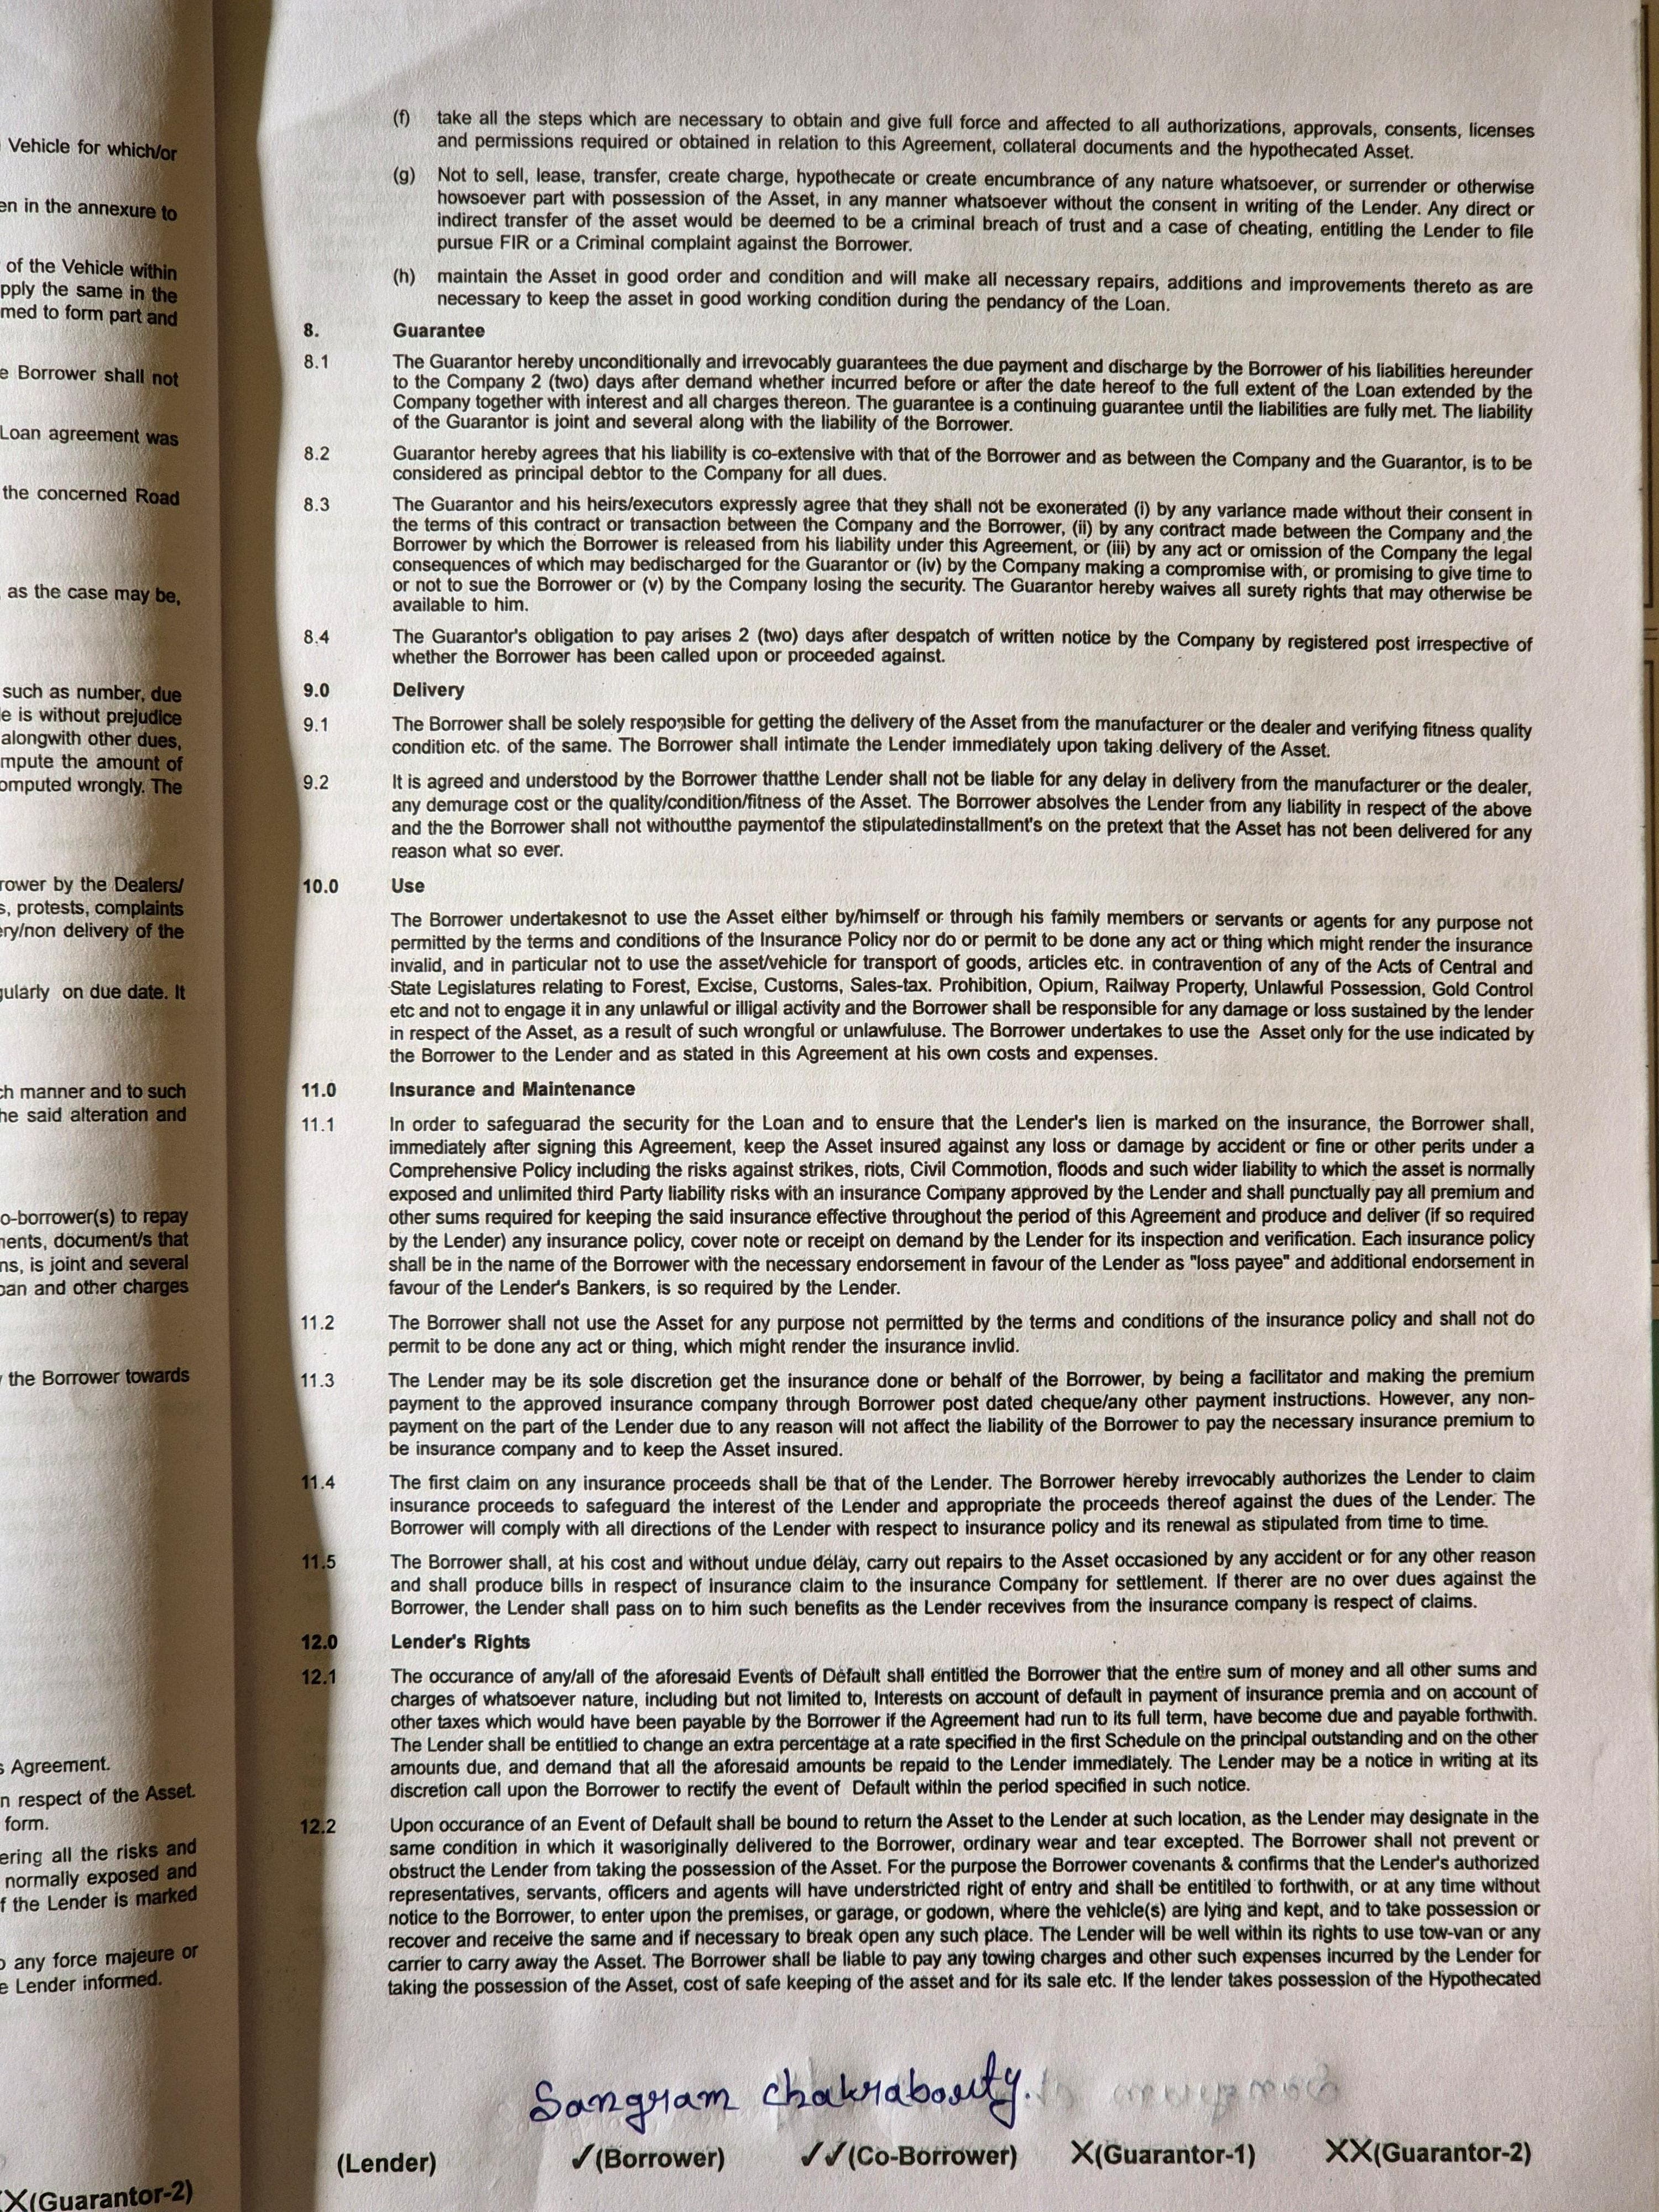 Vehicle for which/or
en in the annexure to
of the Vehicle within
pply the same in the
med to form part and
e Borrower shall not
Loan agreement was
the concerned Road
as the case may be,
such as number, due
e is without prejudice
alongwith other dues,
mpute the amount of
omputed wrongly. The
rower by the Dealers/
s, protests, complaints
ery/non delivery of the
gularly on due date. It
ch manner and to such
he said alteration and
o-borrower(s) to repay
ments, document/s that
ns, is joint and several
oan and other charges
the Borrower towards
s Agreement.
n respect of the Asset.
form.
ering all the risks and
normally exposed and
f the Lender is marked
o any force majeure or
e Lender informed.
X(Guarantor-2)
(f) take all the steps which are necessary to obtain and give full force and affected to all authorizations, approvals, consents, licenses
and permissions required or obtained in relation to this Agreement, collateral documents and the hypothecated Asset.
(g) Not to sell, lease, transfer, create charge, hypothecate or create encumbrance of any nature whatsoever, or surrender or otherwise
howsoever part with possession of the Asset, in any manner whatsoever without the consent in writing of the Lender. Any direct or
indirect transfer of the asset would be deemed to be a criminal breach of trust and a case of cheating, entitling the Lender to file
pursue FIR or a Criminal complaint against the Borrower.
(h) maintain the Asset in good order and condition and will make all necessary repairs, additions and improvements thereto as are
necessary to keep the asset in good working condition during the pendancy of the Loan.
8. Guarantee
8.1 The Guarantor hereby unconditionally and irrevocably guarantees the due payment and discharge by the Borrower of his liabilities hereunder
to the Company 2 (two) days after demand whether incurred before or after the date hereof to the full extent of the Loan extended by the
Company together with interest and all charges thereon. The guarantee is a continuing guarantee until the liabilities are fully met. The liability
of the Guarantor is joint and several along with the liability of the Borrower.
8.2 Guarantor hereby agrees that his liability is co-extensive with that of the Borrower and as between the Company and the Guarantor, is to be
considered as principal debtor to the Company for all dues.
8.3 The Guarantor and his heirs/executors expressly agree that they shall not be exonerated (i) by any variance made without their consent in
the terms of this contract or transaction between the Company and the Borrower, (ii) by any contract made between the Company and the
Borrower by which the Borrower is released from his liability under this Agreement, or (iii) by any act or omission of the Company the legal
consequences of which may bedischarged for the Guarantor or (iv) by the Company making a compromise with, or promising to give time to
or not to sue the Borrower or (v) by the Company losing the security. The Guarantor hereby waives all surety rights that may otherwise be
available to him.
8.4 The Guarantor's obligation to pay arises 2 (two) days after despatch of written notice by the Company by registered post irrespective of
whether the Borrower has been called upon or proceeded against.
9.0 Delivery
9.1 The Borrower shall be solely responsible for getting the delivery of the Asset from the manufacturer or the dealer and verifying fitness quality
condition etc. of the same. The Borrower shall intimate the Lender immediately upon taking delivery of the Asset.
9.2 It is agreed and understood by the Borrower thatthe Lender shall not be liable for any delay in delivery from the manufacturer or the dealer,
any demurage cost or the quality/condition/fitness of the Asset. The Borrower absolves the Lender from any liability in respect of the above
and the the Borrower shall not withoutthe paymentof the stipulatedinstallment's on the pretext that the Asset has not been delivered for any
reason what so ever.
10.0 Use
The Borrower undertakesnot to use the Asset either by/himself or through his family members or servants or agents for any purpose not
permitted by the terms and conditions of the Insurance Policy nor do or permit to be done any act or thing which might render the insurance
invalid, and in particular not to use the asset/vehicle for transport of goods, articles etc. in contravention of any of the Acts of Central and
State Legislatures relating to Forest, Excise, Customs, Sales-tax. Prohibition, Opium, Railway Property, Unlawful Possession, Gold Control
etc and not to engage it in any unlawful or illigal activity and the Borrower shall be responsible for any damage or loss sustained by the lender
in respect of the Asset, as a result of such wrongful or unlawfuluse. The Borrower undertakes to use the Asset only for the use indicated by
the Borrower to the Lender and as stated in this Agreement at his own costs and expenses.
11.0 Insurance and Maintenance
11.1 In order to safeguarad the security for the Loan and to ensure that the Lender's lien is marked on the insurance, the Borrower shall,
immediately after signing this Agreement, keep the Asset insured against any loss or damage by accident or fine or other perits under a
Comprehensive Policy including the risks against strikes, riots, Civil Commotion, floods and such wider liability to which the asset is normally
exposed and unlimited third Party liability risks with an insurance Company approved by the Lender and shall punctually pay all premium and
other sums required for keeping the said insurance effective throughout the period of this Agreement and produce and deliver (if so required
by the Lender) any insurance policy, cover note or receipt on demand by the Lender for its inspection and verification. Each insurance policy
shall be in the name of the Borrower with the necessary endorsement in favour of the Lender as "loss payee" and additional endorsement in
favour of the Lender's Bankers, is so required by the Lender.
11.2 The Borrower shall not use the Asset for any purpose not permitted by the terms and conditions of the insurance policy and shall not do
permit to be done any act or thing, which might render the insurance invlid.
11.3 The Lender may be its sole discretion get the insurance done or behalf of the Borrower, by being a facilitator and making the premium
payment to the approved insurance company through Borrower post dated cheque/any other payment instructions. However, any non-
payment on the part of the Lender due to any reason will not affect the liability of the Borrower to pay the necessary insurance premium to
be insurance company and to keep the Asset insured.
11.4 The first claim on any insurance proceeds shall be that of the Lender. The Borrower hereby irrevocably authorizes the Lender to claim
insurance proceeds to safeguard the interest of the Lender and appropriate the proceeds thereof against the dues of the Lender. The
Borrower will comply with all directions of the Lender with respect to insurance policy and its renewal as stipulated from time to time.
11.5 The Borrower shall, at his cost and without undue delay, carry out repairs to the Asset occasioned by any accident or for any other reason
and shall produce bills in respect of insurance claim to the insurance Company for settlement. If therer are no over dues against the
Borrower, the Lender shall pass on to him such benefits as the Lender recevives from the insurance company is respect of claims.
12.0 Lender's Rights
12.1 The occurance of any/all of the aforesaid Events of Default shall entitled the Borrower that the entire sum of money and all other sums and
charges of whatsoever nature, including but not limited to, Interests on account of default in payment of insurance premia and on account of
other taxes which would have been payable by the Borrower if the Agreement had run to its full term, have become due and payable forthwith.
The Lender shall be entitlied to change an extra percentage at a rate specified in the first Schedule on the principal outstanding and on the other
amounts due, and demand that all the aforesaid amounts be repaid to the Lender immediately. The Lender may be a notice in writing at its
discretion call upon the Borrower to rectify the event of Default within the period specified in such notice.
12.2 Upon occurance of an Event of Default shall be bound to return the Asset to the Lender at such location, as the Lender may designate in the
same condition in which it wasoriginally delivered to the Borrower, ordinary wear and tear excepted. The Borrower shall not prevent or
obstruct the Lender from taking the possession of the Asset. For the purpose the Borrower covenants & confirms that the Lender's authorized
representatives, servants, officers and agents will have understricted right of entry and shall be entitiled to forthwith, or at any time without
notice to the Borrower, to enter upon the premises, or garage, or godown, where the vehicle(s) are lying and kept, and to take possession or
recover and receive the same and if necessary to break open any such place. The Lender will be well within its rights to use tow-van or any
carrier to carry away the Asset. The Borrower shall be liable to pay any towing charges and other such expenses incurred by the Lender for
taking the possession of the Asset, cost of safe keeping of the asset and for its sale etc. If the lender takes possession of the Hypothecated
Sangram Chakraborty.
(Lender) ✓(Borrower) ✓✓(Co-Borrower) X(Guarantor-1) XX(Guarantor-2)